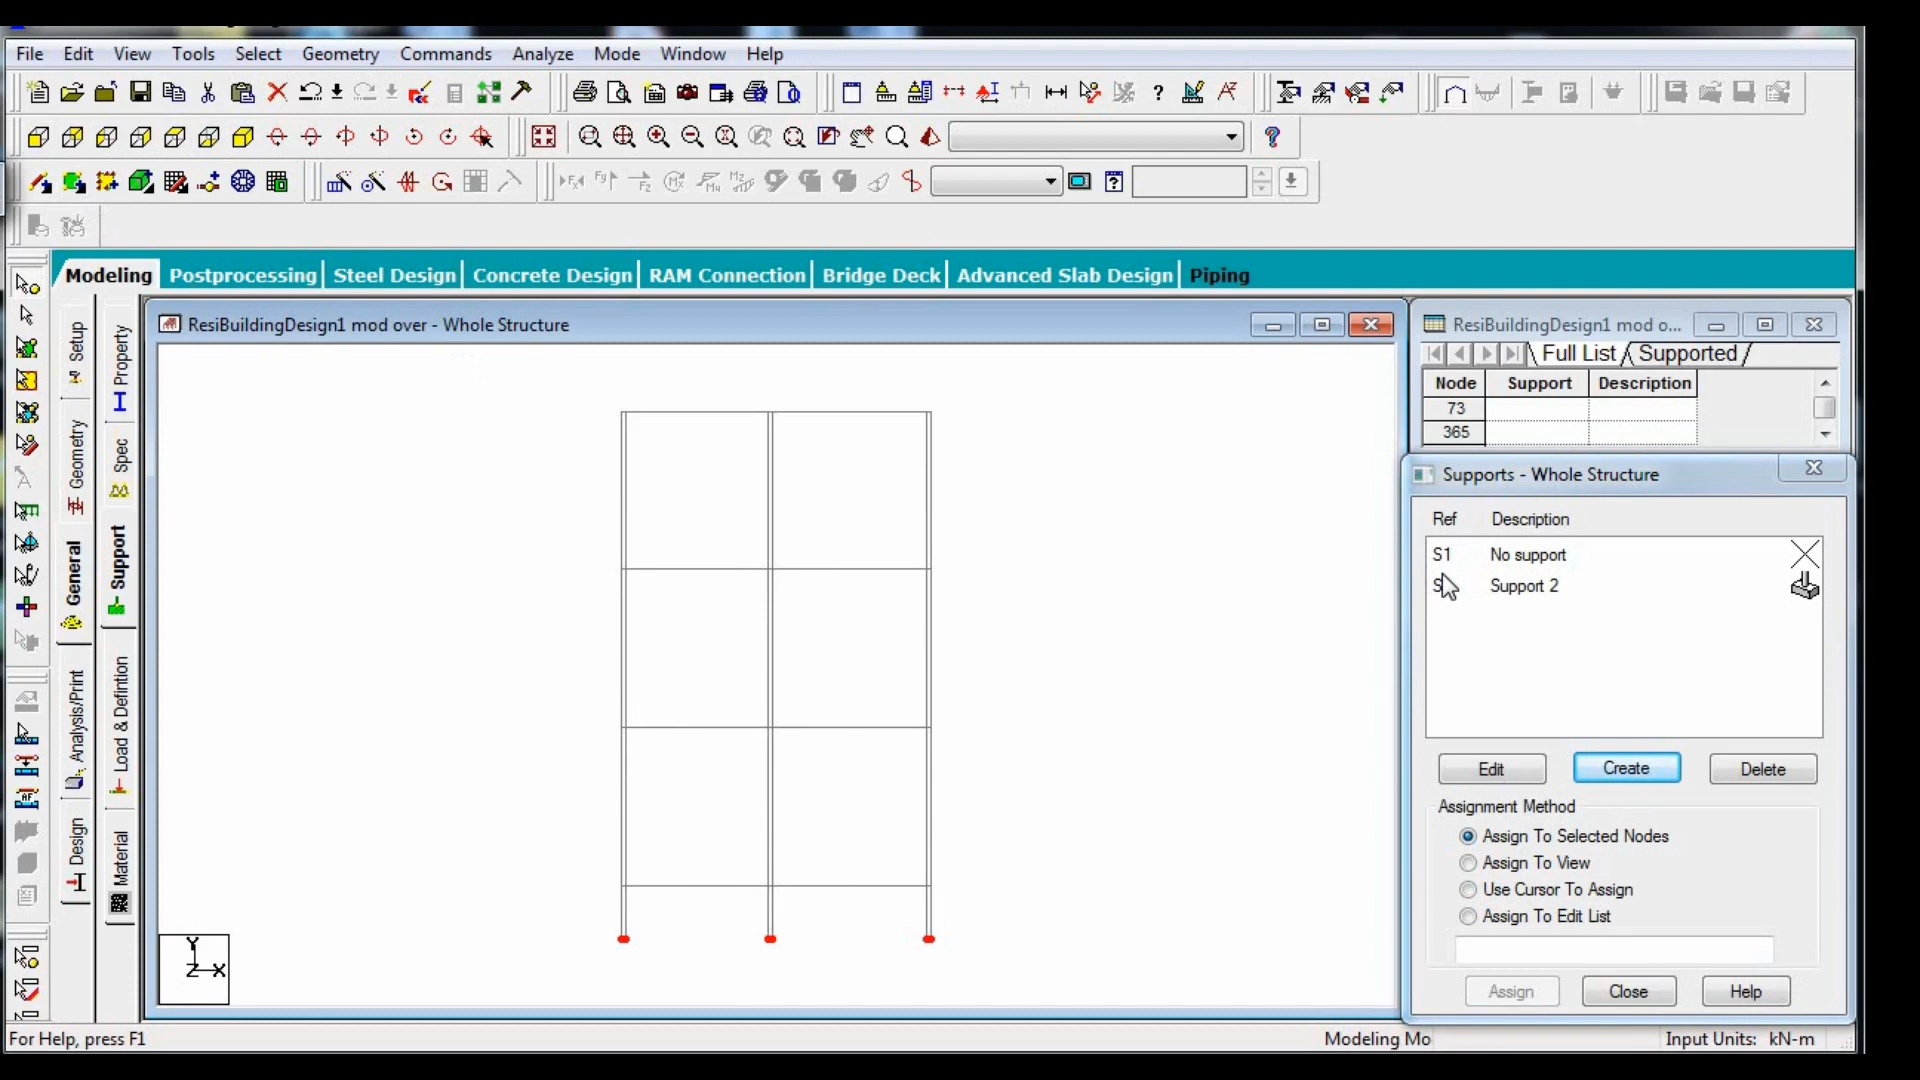 File Edit View Tools Select Geometry Commands Analyze Mode Window Help
Modeling Postprocessing Steel Design Concrete Design RAM Connection Bridge Deck Advanced Slab Design Piping
Setup
Geometry
General
Analysis/Print
Design
Property
Spec
Support
Load & Defintion
Material
ResiBuildingDesign1 mod over - Whole Structure
Y
Z X
ResiBuildingDesign1 mod o...
Full List Supported
Node Support Description
73
365
Supports - Whole Structure
Ref Description
S1 No support
S Support 2
Edit Create Delete
Assignment Method
Assign To Selected Nodes
Assign To View
Use Cursor To Assign
Assign To Edit List
Assign Close Help
For Help, press F1 Modeling Mo Input Units: kN-m